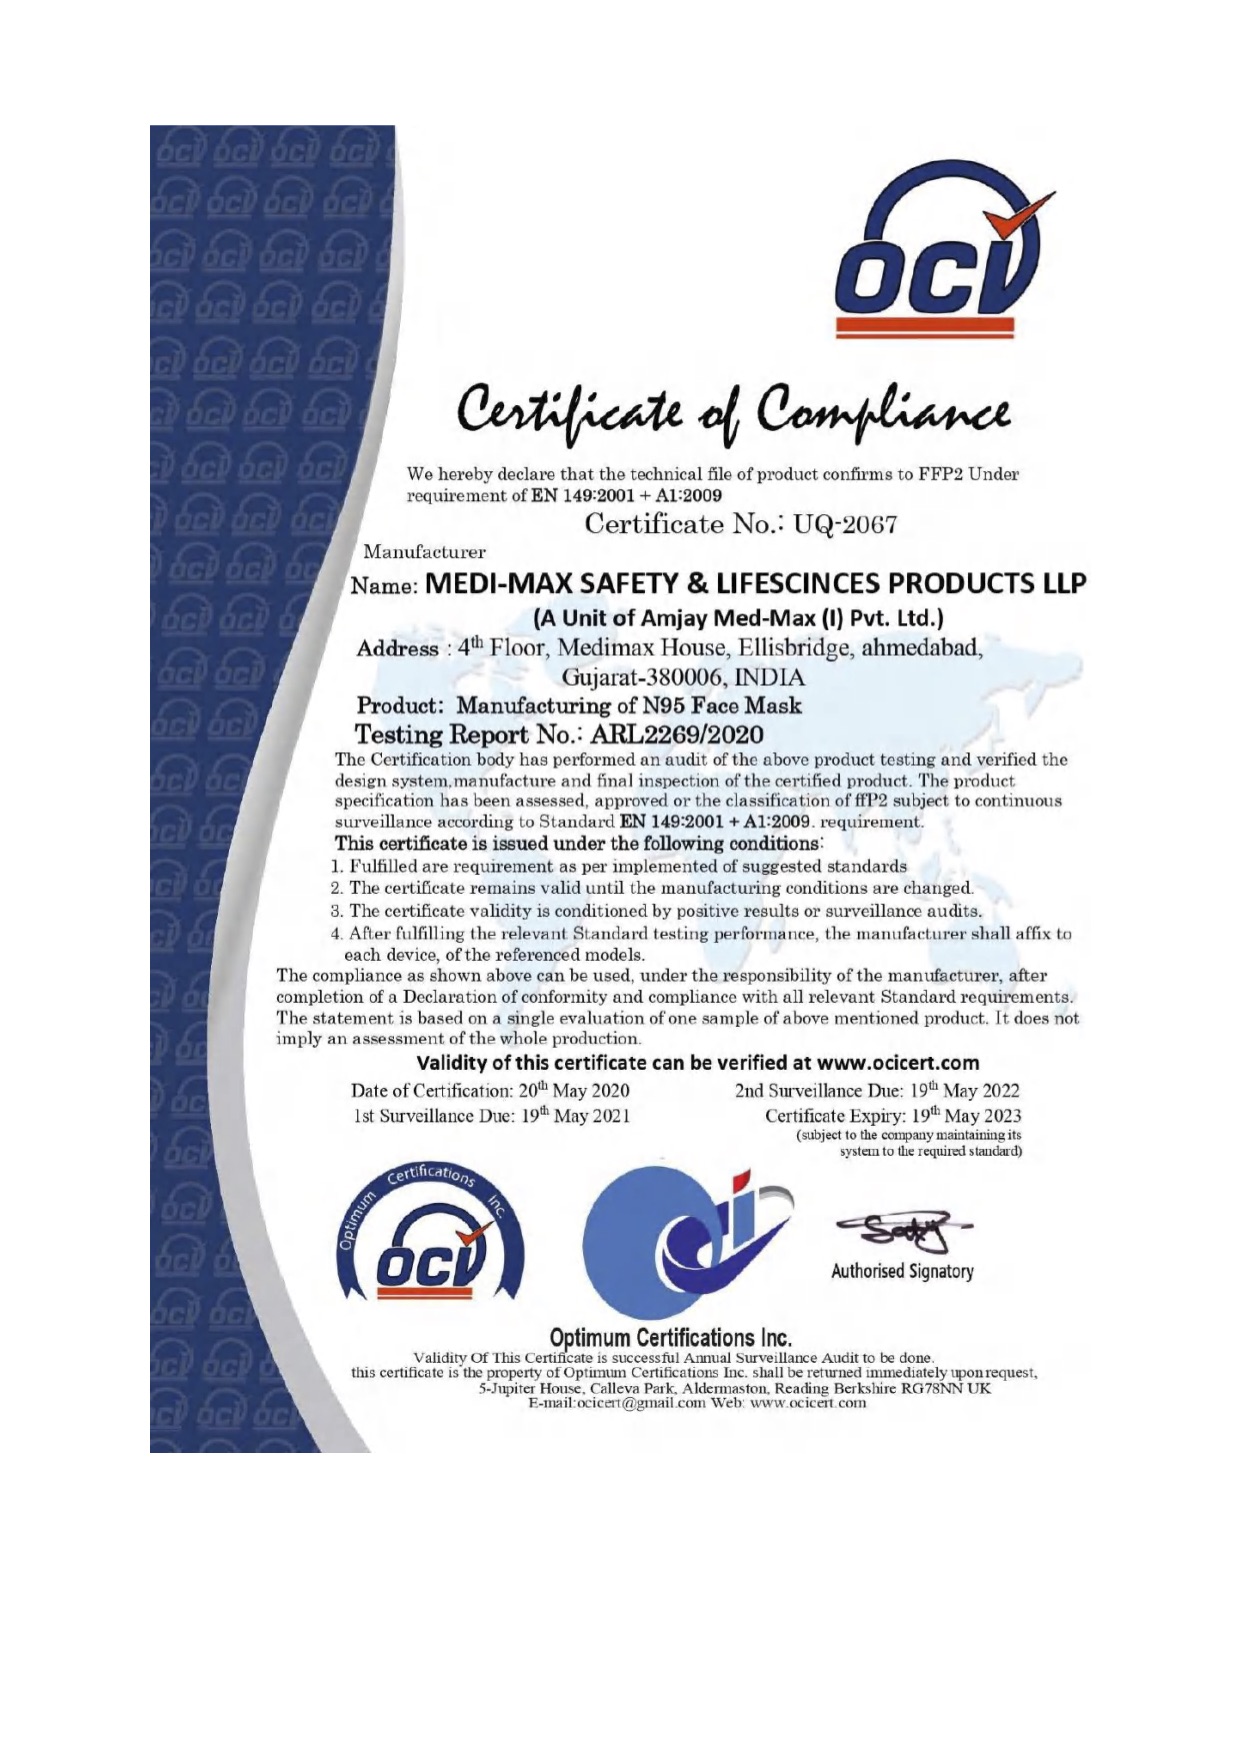 OCI
Certificate of Compliance
We hereby declare that the technical file of product confirms to FFP2 Under
requirement of EN 149:2001 + A1:2009
Certificate No.: UQ-2067
Manufacturer
Name: MEDI-MAX SAFETY & LIFESCINCES PRODUCTS LLP
(A Unit of Amjay Med-Max (I) Pvt. Ltd.)
Address : 4th Floor, Medimax House, Ellisbridge, ahmedabad,
Gujarat-380006, INDIA
Product: Manufacturing of N95 Face Mask
Testing Report No.: ARL2269/2020
The Certification body has performed an audit of the above product testing and verified the
design system,manufacture and final inspection of the certified product. The product
specification has been assessed, approved or the classification of ffP2 subject to continuous
surveillance according to Standard EN 149:2001 + A1:2009. requirement.
This certificate is issued under the following conditions:
1. Fulfilled are requirement as per implemented of suggested standards
2. The certificate remains valid until the manufacturing conditions are changed.
3. The certificate validity is conditioned by positive results or surveillance audits.
4. After fulfilling the relevant Standard testing performance, the manufacturer shall affix to
each device, of the referenced models.
The compliance as shown above can be used, under the responsibility of the manufacturer, after
completion of a Declaration of conformity and compliance with all relevant Standard requirements.
The statement is based on a single evaluation of one sample of above mentioned product. It does not
imply an assessment of the whole production.
Validity of this certificate can be verified at www.ocicert.com
Date of Certification: 20th May 2020 2nd Surveillance Due: 19th May 2022
1st Surveillance Due: 19th May 2021 Certificate Expiry: 19th May 2023
(subject to the company maintaining its
system to the required standard)
Optimum Certifications Inc.
OCI
Authorised Signatory
Optimum Certifications Inc.
Validity Of This Certificate is successful Annual Surveillance Audit to be done.
this certificate is the property of Optimum Certifications Inc. shall be returned immediately upon request,
5-Jupiter House, Calleva Park, Aldermaston, Reading Berkshire RG78NN UK
E-mail:ocicert@gmail.com Web: www.ocicert.com